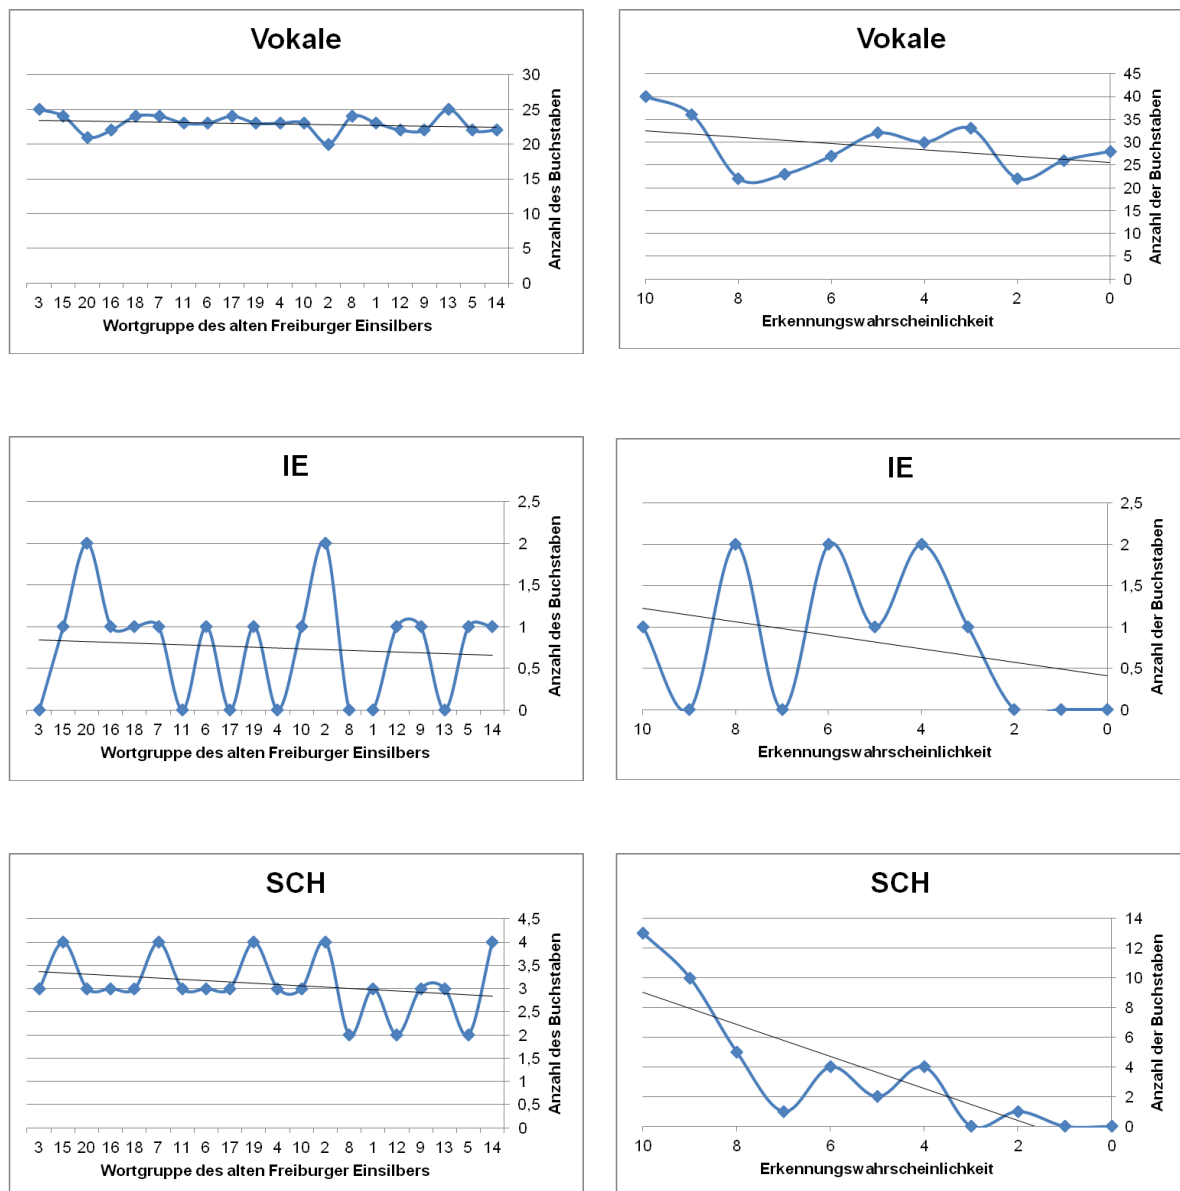 Vokale
30
25
20
15
10
5
0
Anzahl des Buchstaben
3 15 20 16 18 7 11 6 17 19 4 10 2 8 1 12 9 13 5 14
Wortgruppe des alten Freiburger Einsilbers
Vokale
45
40
35
30
25
20
15
10
5
0
Anzahl der Buchstaben
10 8 6 4 2 0
Erkennungswahrscheinlichkeit
IE
2,5
2
1,5
1
0,5
0
Anzahl des Buchstaben
3 15 20 16 18 7 11 6 17 19 4 10 2 8 1 12 9 13 5 14
Wortgruppe des alten Freiburger Einsilbers
IE
2,5
2
1,5
1
0,5
0
Anzahl der Buchstaben
10 8 6 4 2 0
Erkennungswahrscheinlichkeit
SCH
4,5
4
3,5
3
2,5
2
1,5
1
0,5
0
Anzahl des Buchstaben
3 15 20 16 18 7 11 6 17 19 4 10 2 8 1 12 9 13 5 14
Wortgruppe des alten Freiburger Einsilbers
SCH
14
12
10
8
6
4
2
0
Anzahl der Buchstaben
10 8 6 4 2 0
Erkennungswahrscheinlichkeit